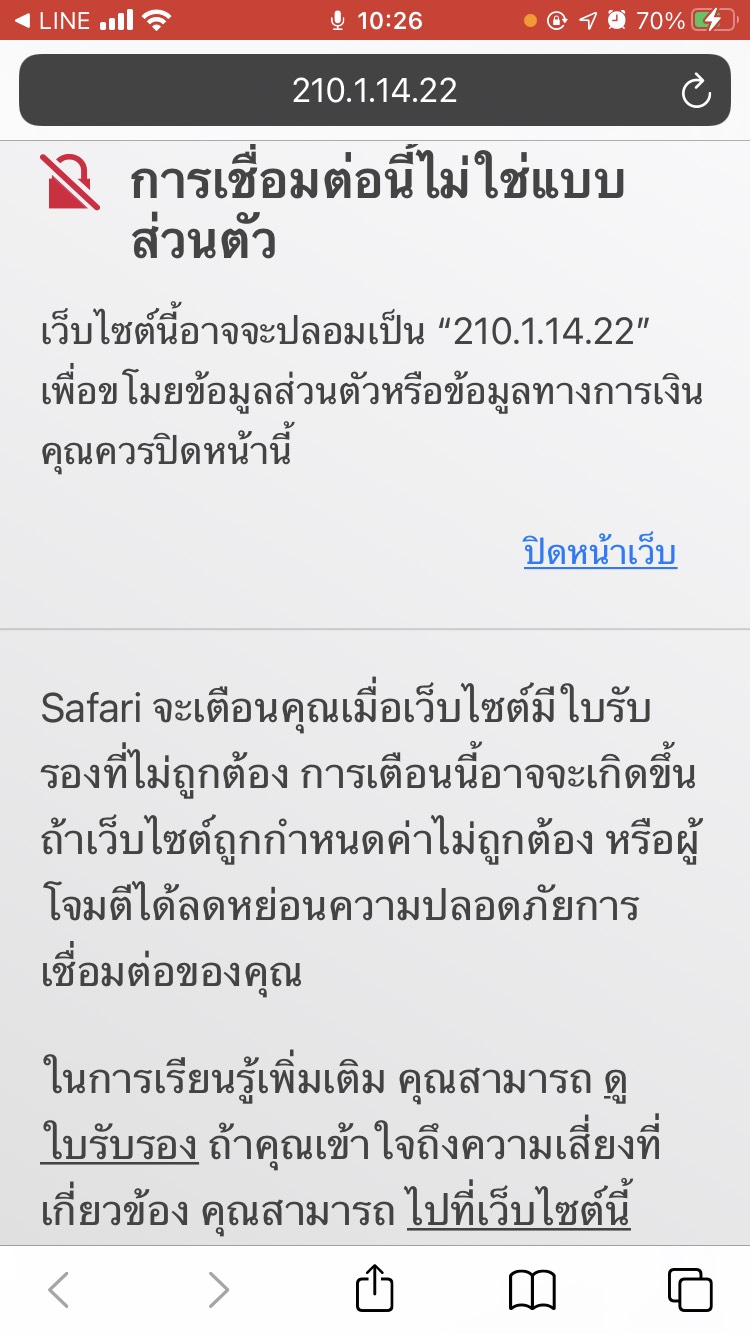 LINE 10:26 70%
210.1.14.22
การเชื่อมต่อนี้ไม่ใช่แบบ
ส่วนตัว
เว็บไซต์นี้อาจจะปลอมเป็น “210.1.14.22”
เพื่อขโมยข้อมูลส่วนตัวหรือข้อมูลทางการเงิน
คุณควรปิดหน้านี้
ปิดหน้าเว็บ
Safari จะเตือนคุณเมื่อเว็บไซต์มีใบรับ
รองที่ไม่ถูกต้อง การเตือนนี้อาจจะเกิดขึ้น
ถ้าเว็บไซต์ถูกกำหนดค่าไม่ถูกต้อง หรือผู้
โจมตีได้ลดหย่อนความปลอดภัยการ
เชื่อมต่อของคุณ
ในการเรียนรู้เพิ่มเติม คุณสามารถ ดู
ใบรับรอง ถ้าคุณเข้าใจถึงความเสี่ยงที่
เกี่ยวข้อง คุณสามารถ ไปที่เว็บไซต์นี้